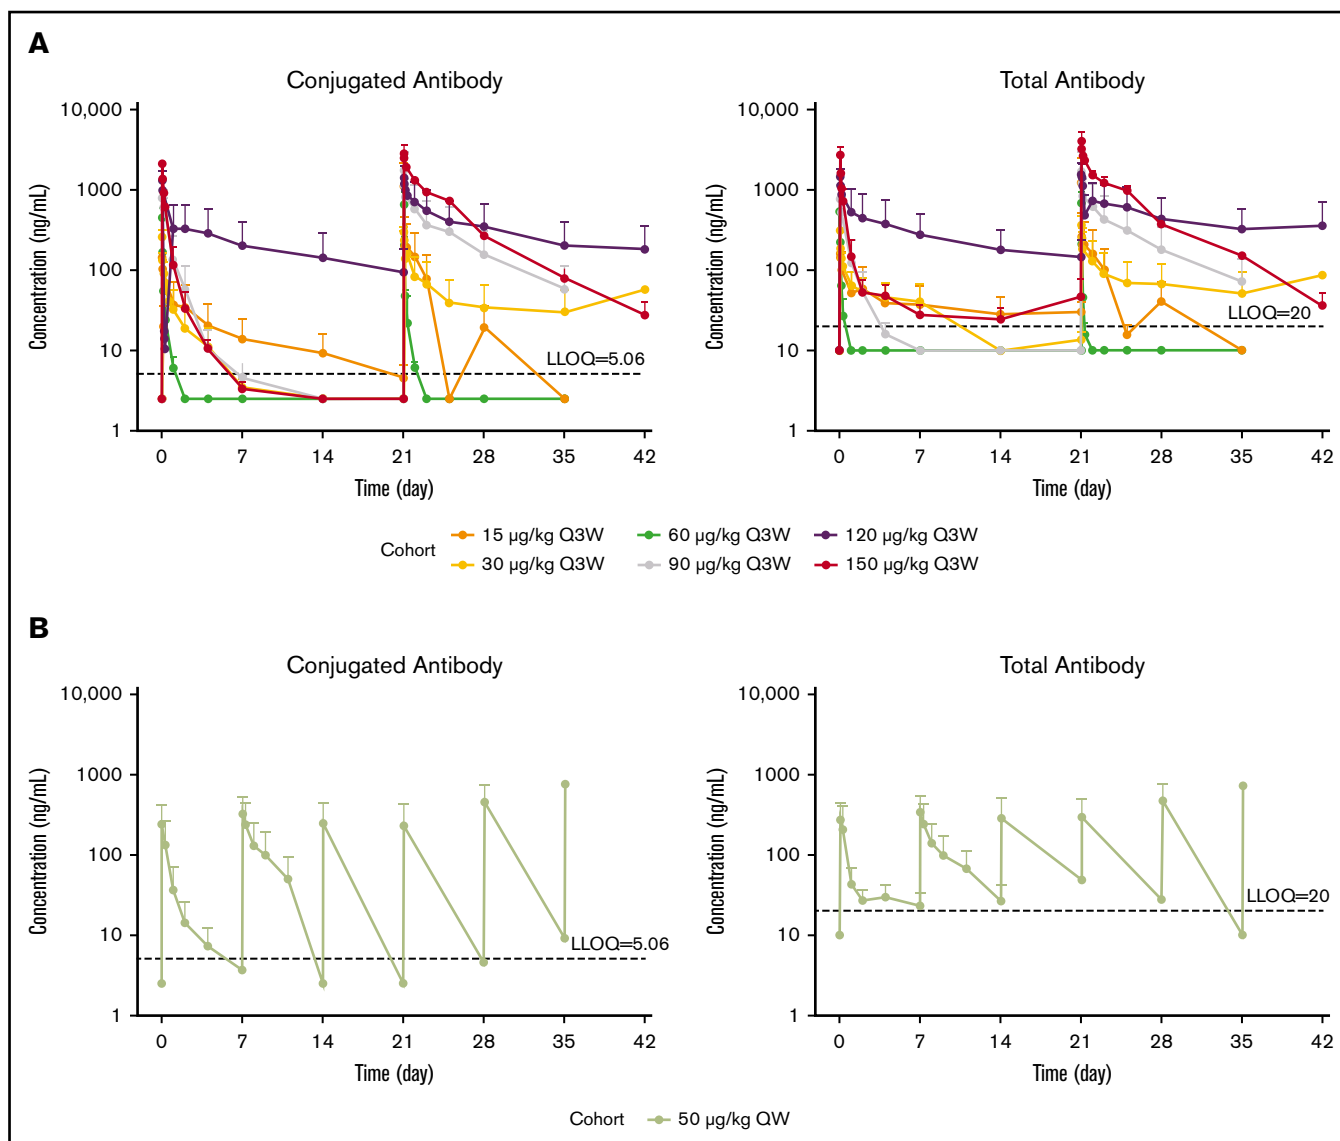 A
Conjugated Antibody
Total Antibody
Concentration (ng/mL)
10,000
1000
100
10
1
LLOQ=5.06
0 7 14 21 28 35 42
Time (day)
Concentration (ng/mL)
10,000
1000
100
10
1
LLOQ=20
0 7 14 21 28 35 42
Time (day)
Cohort
15 µg/kg Q3W
60 µg/kg Q3W
120 µg/kg Q3W
30 µg/kg Q3W
90 µg/kg Q3W
150 µg/kg Q3W
B
Conjugated Antibody
Total Antibody
Concentration (ng/mL)
10,000
1000
100
10
1
LLOQ=5.06
0 7 14 21 28 35 42
Time (day)
Concentration (ng/mL)
10,000
1000
100
10
1
LLOQ=20
0 7 14 21 28 35 42
Time (day)
Cohort 50 µg/kg QW